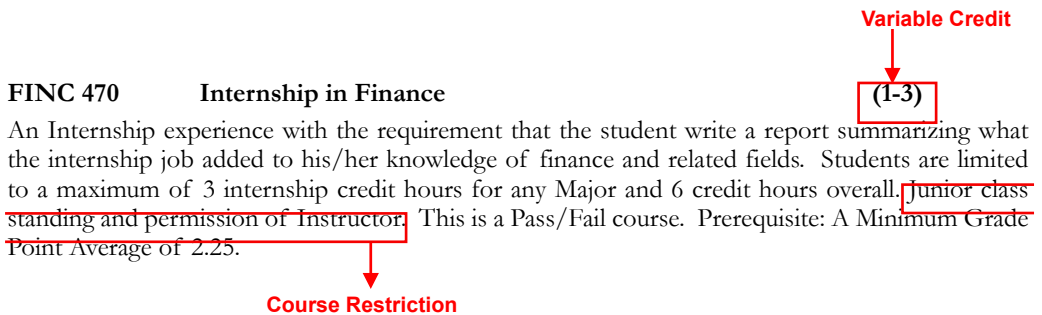 Variable Credit
FINC 470 Internship in Finance (1-3)
An Internship experience with the requirement that the student write a report summarizing what
the internship job added to his/her knowledge of finance and related fields. Students are limited
to a maximum of 3 internship credit hours for any Major and 6 credit hours overall. Junior class
standing and permission of Instructor. This is a Pass/Fail course. Prerequisite: A Minimum Grade
Point Average of 2.25.
Course Restriction